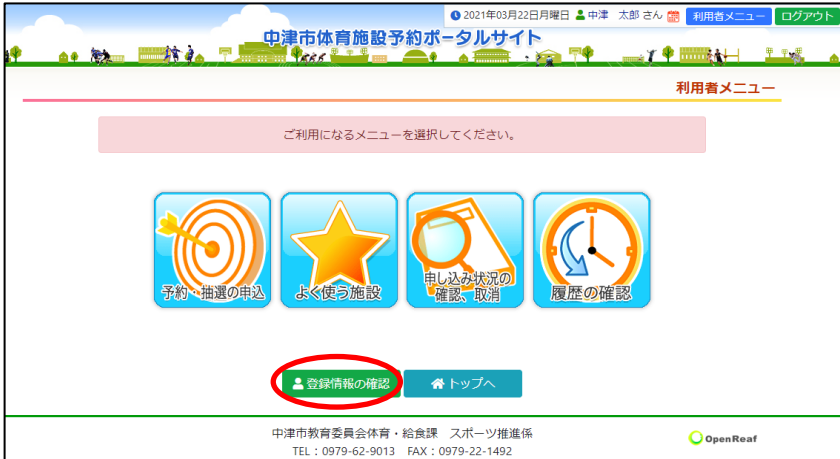 2021年03月22日月曜日 中津 太郎 さん 利用者メニュー ログアウト
中津市体育施設予約ポータルサイト
利用者メニュー
ご利用になるメニューを選択してください。
予約・抽選の申込 よく使う施設 申し込み状況の
確認、取消 履歴の確認
登録情報の確認 トップへ
中津市教育委員会体育・給食課 スポーツ推進係
TEL：0979-62-9013 FAX：0979-22-1492
OpenReaf